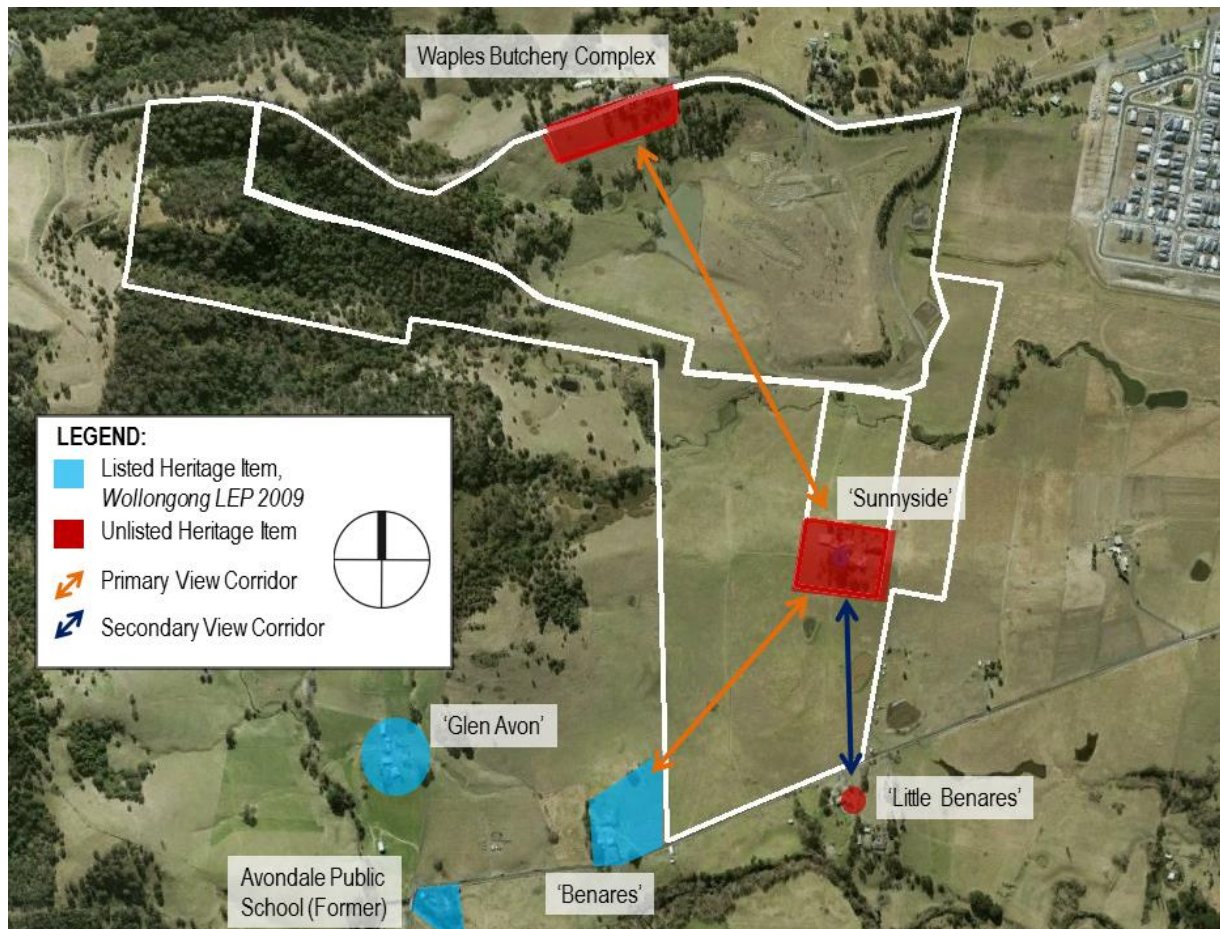 Waples Butchery Complex
LEGEND:
Listed Heritage Item,
Wollongong LEP 2009
Unlisted Heritage Item
Primary View Corridor
Secondary View Corridor
'Sunnyside'
'Glen Avon'
'Little Benares'
'Benares'
Avondale Public
School (Former)